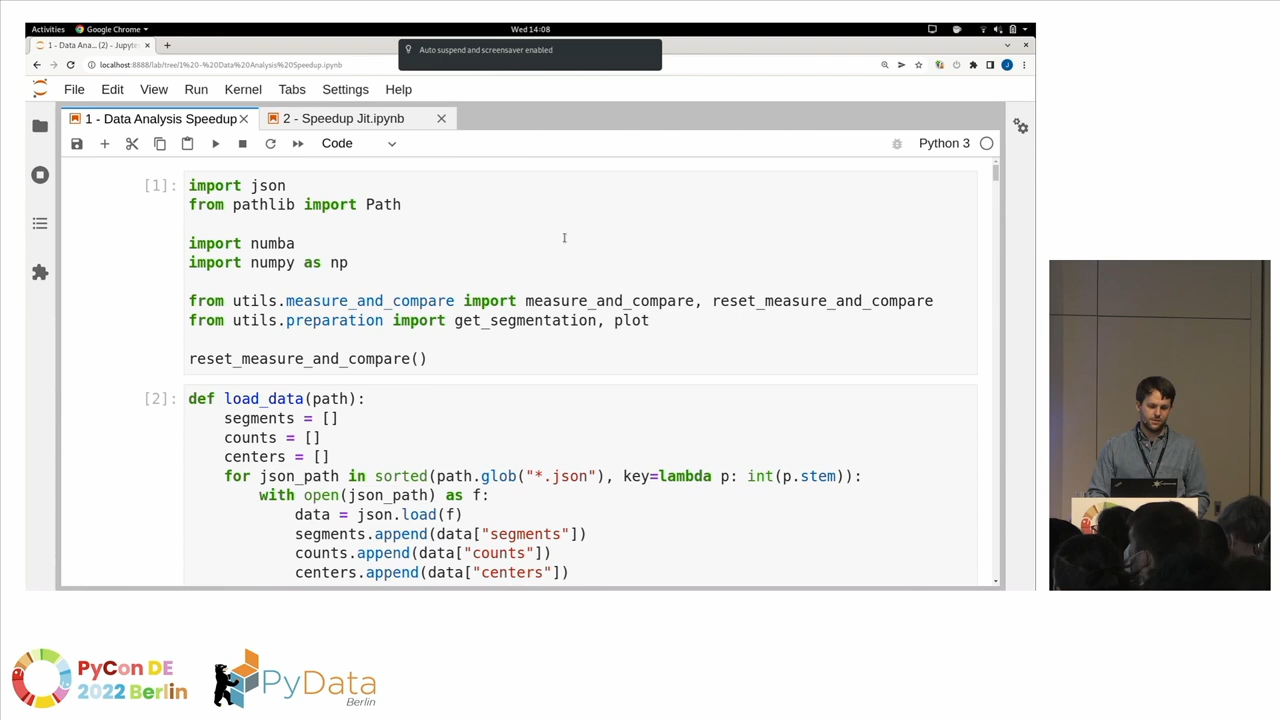 Activities
Google Chrome
Wed 14:08
1 - Data Ana... (2) - Jupyte
Auto suspend and screensaver enabled
localhost:8888/lab/tree/1%20-%20Data%20Analysis%20Speedup.ipynb
J
File Edit View Run Kernel Tabs Settings Help
1 - Data Analysis Speedup
2 - Speedup Jit.ipynb
Code
Python 3
[1]:
import json
from pathlib import Path
import numba
import numpy as np
from utils.measure_and_compare import measure_and_compare, reset_measure_and_compare
from utils.preparation import get_segmentation, plot
reset_measure_and_compare()
[2]:
def load_data(path):
segments = []
counts = []
centers = []
for json_path in sorted(path.glob("*.json"), key=lambda p: int(p.stem)):
with open(json_path) as f:
data = json.load(f)
segments.append(data["segments"])
counts.append(data["counts"])
centers.append(data["centers"])
PyCon DE
2022 Berlin
PyData
Berlin